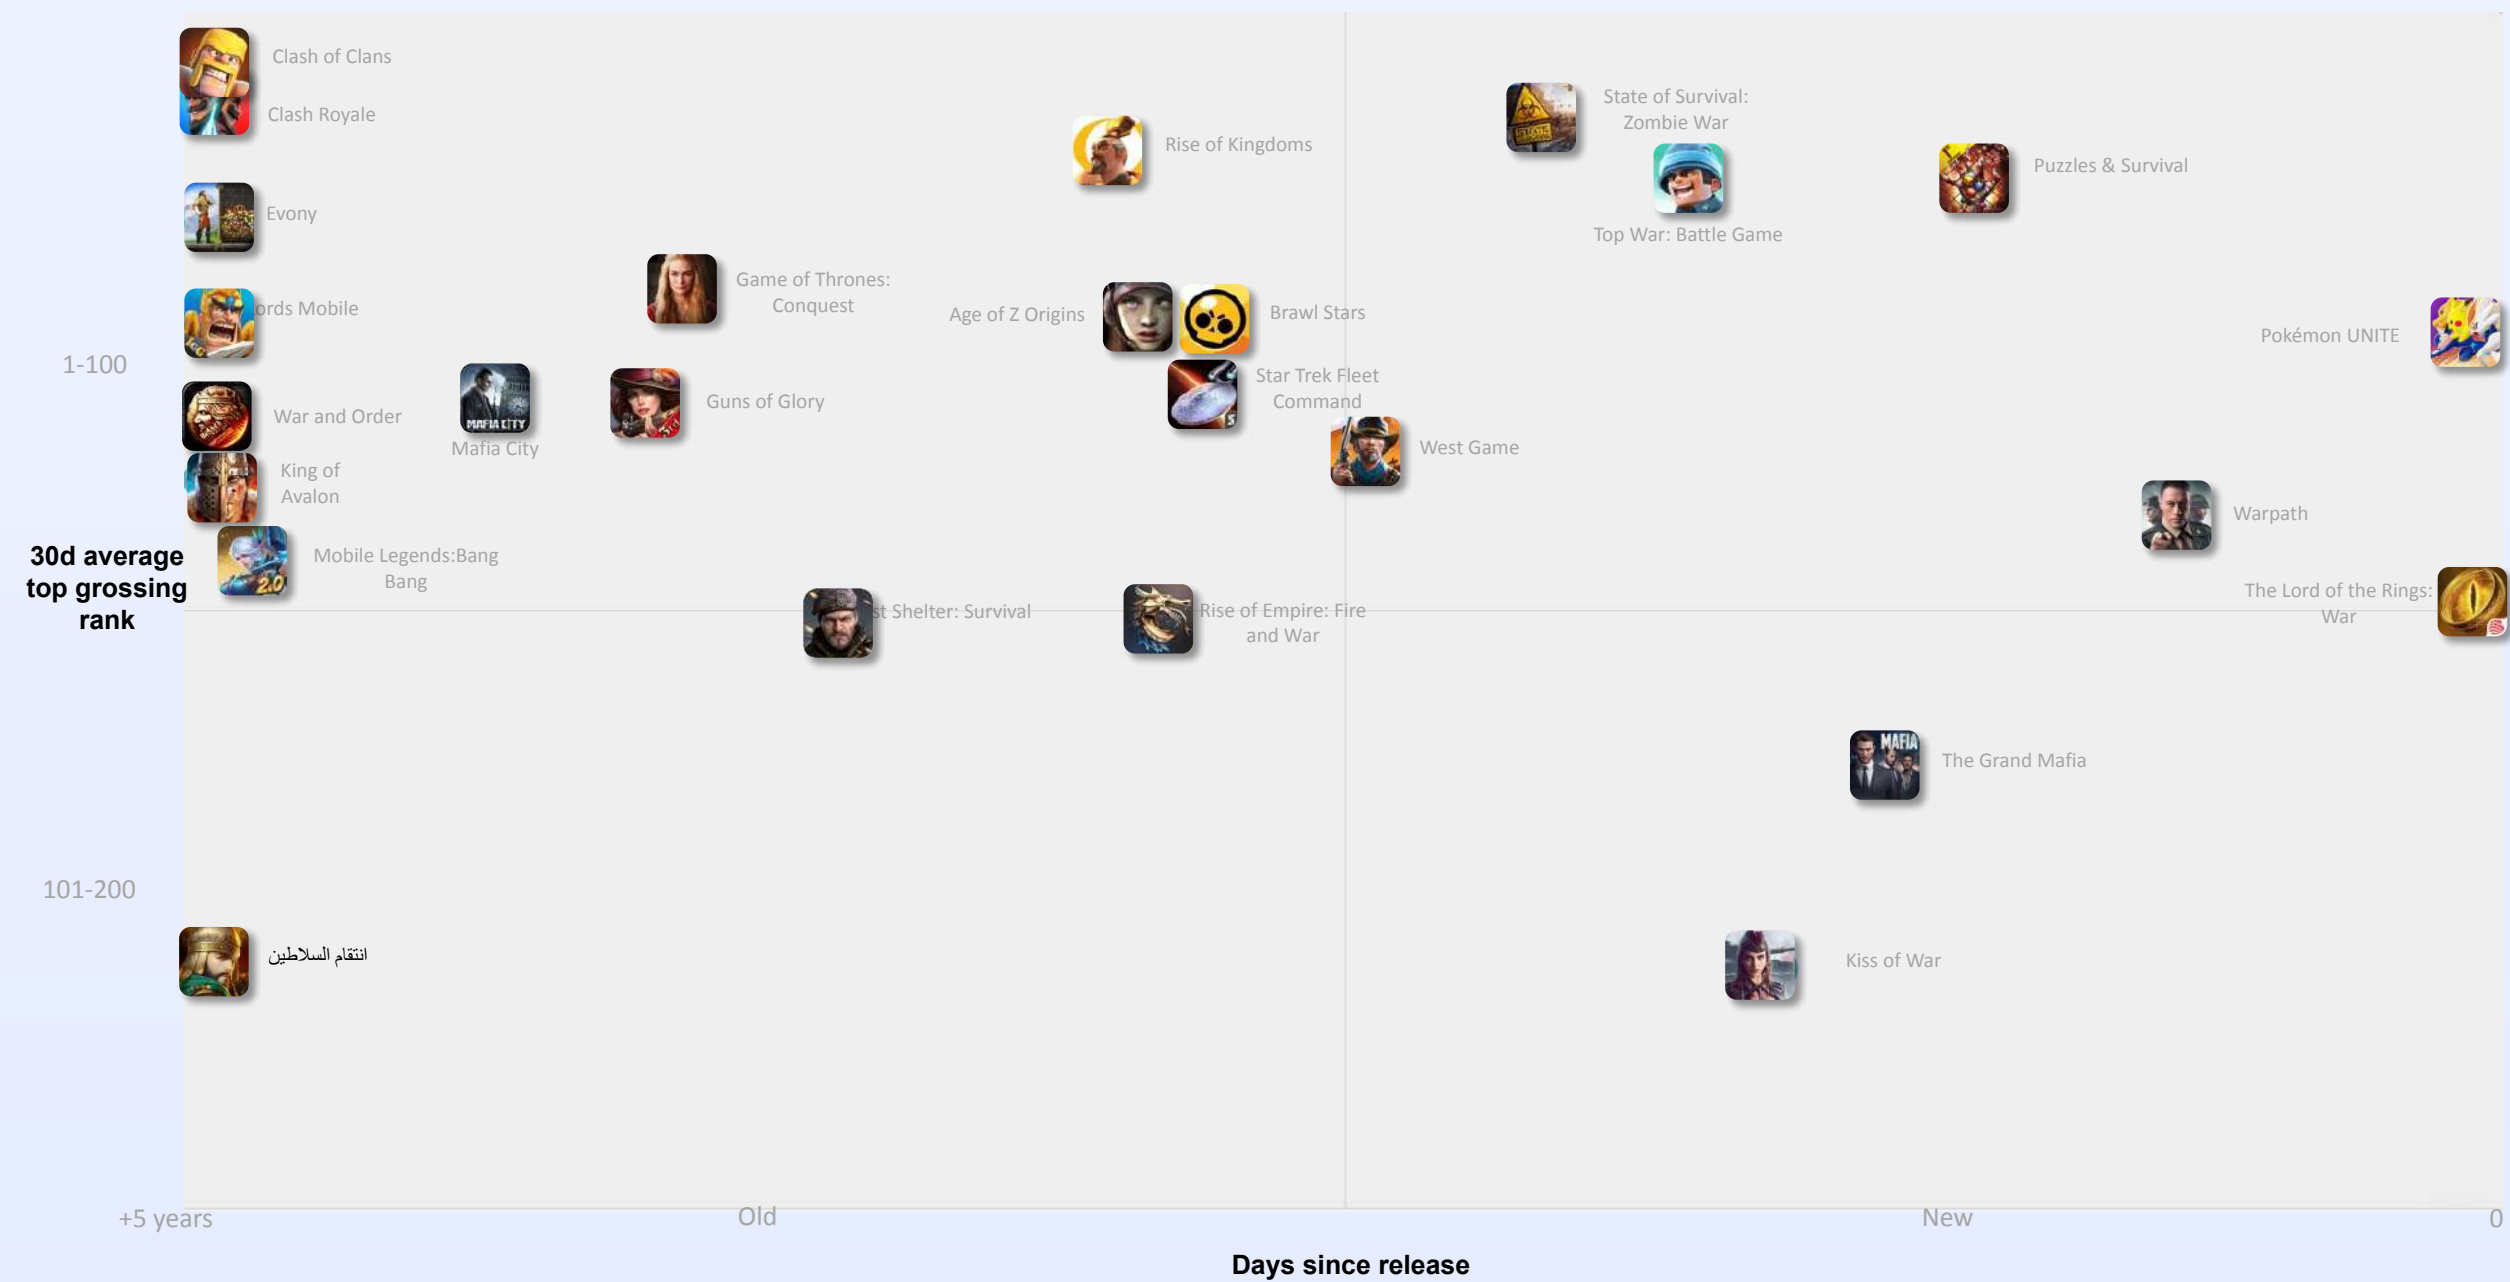 Clash of Clans
Clash Royale
State of Survival:
Zombie War
Rise of Kingdoms
Puzzles & Survival
Evony
Top War: Battle Game
Game of Thrones:
Conquest
ords Mobile
Age of Z Origins
Brawl Stars
Pokémon UNITE
1-100
Star Trek Fleet
Command
War and Order
MAFIA CITY
Mafia City
Guns of Glory
West Game
King of
Avalon
Warpath
30d average
top grossing
rank
Mobile Legends:Bang
Bang
2.0
st Shelter: Survival
Rise of Empire: Fire
and War
The Lord of the Rings:
War
MAFIA
The Grand Mafia
101-200
انتقام السلاطين
Kiss of War
+5 years
Old
New
0
Days since release